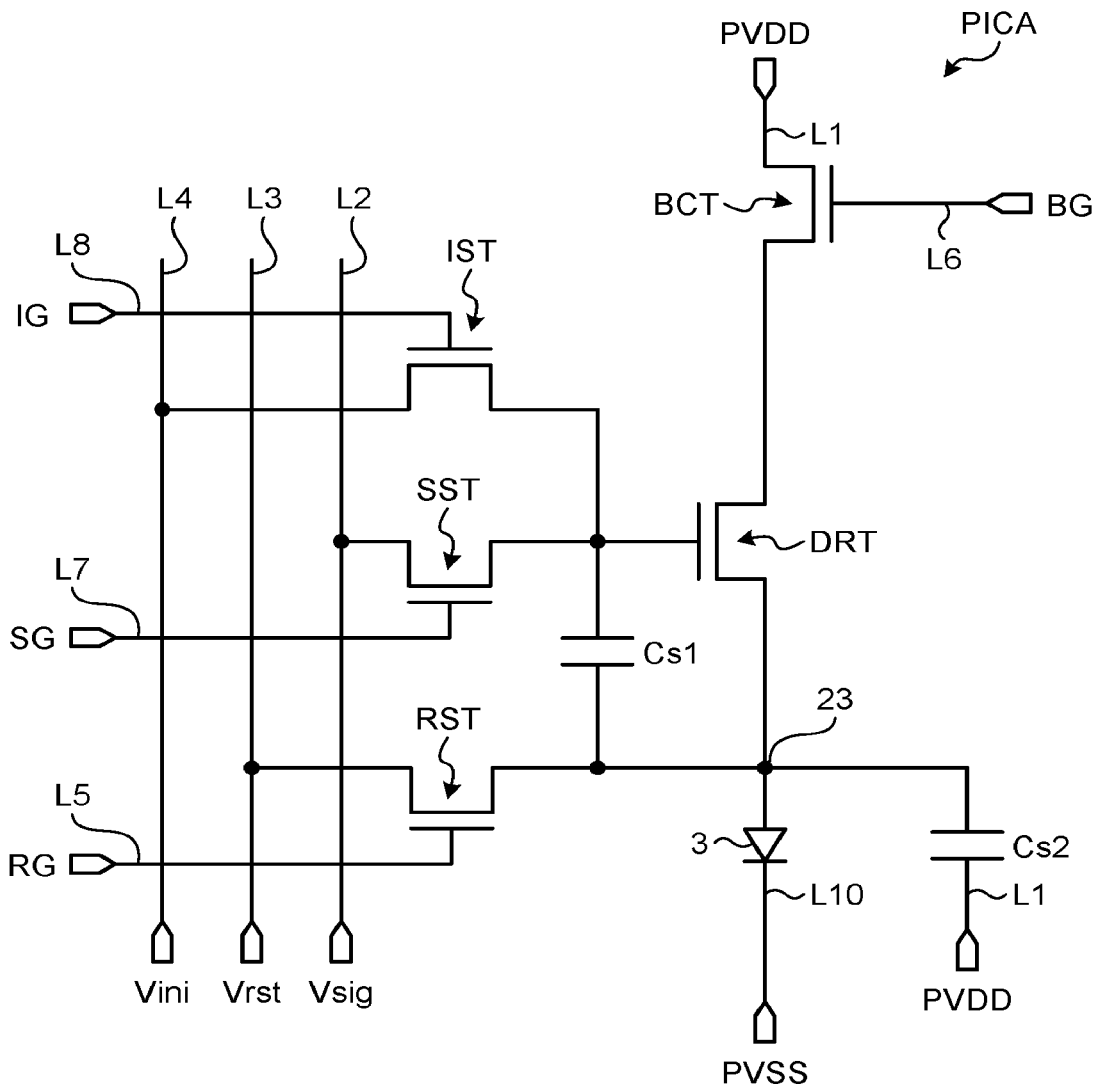 PICA
PVDD
L1
BCT
BG
L6
L4
L3
L2
L8
IST
IG
SST
DRT
L7
SG
Cs1
RST
23
L5
RG
3
Cs2
L10
L1
Vini
Vrst
Vsig
PVDD
PVSS